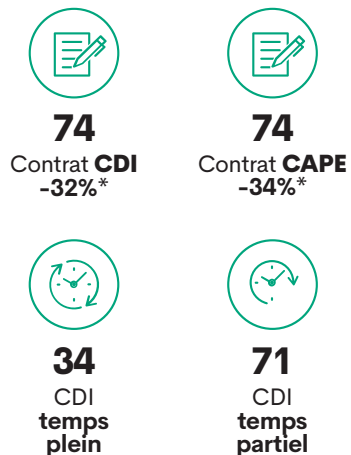 74
Contrat CDI
-32%*
74
Contrat CAPE
-34%*
34
CDI
temps
plein
71
CDI
temps
partiel